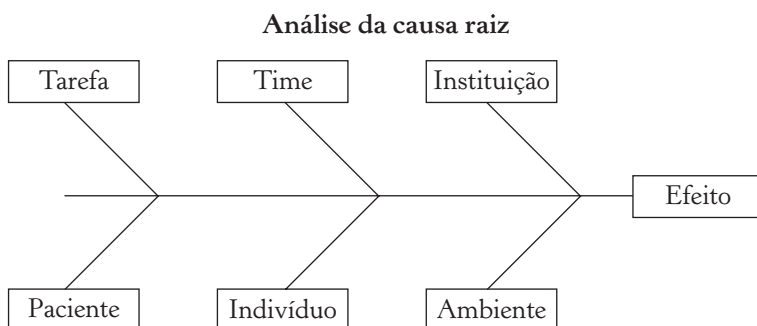 Análise da causa raiz
Tarefa
Time
Instituição
Efeito
Paciente
Indivíduo
Ambiente